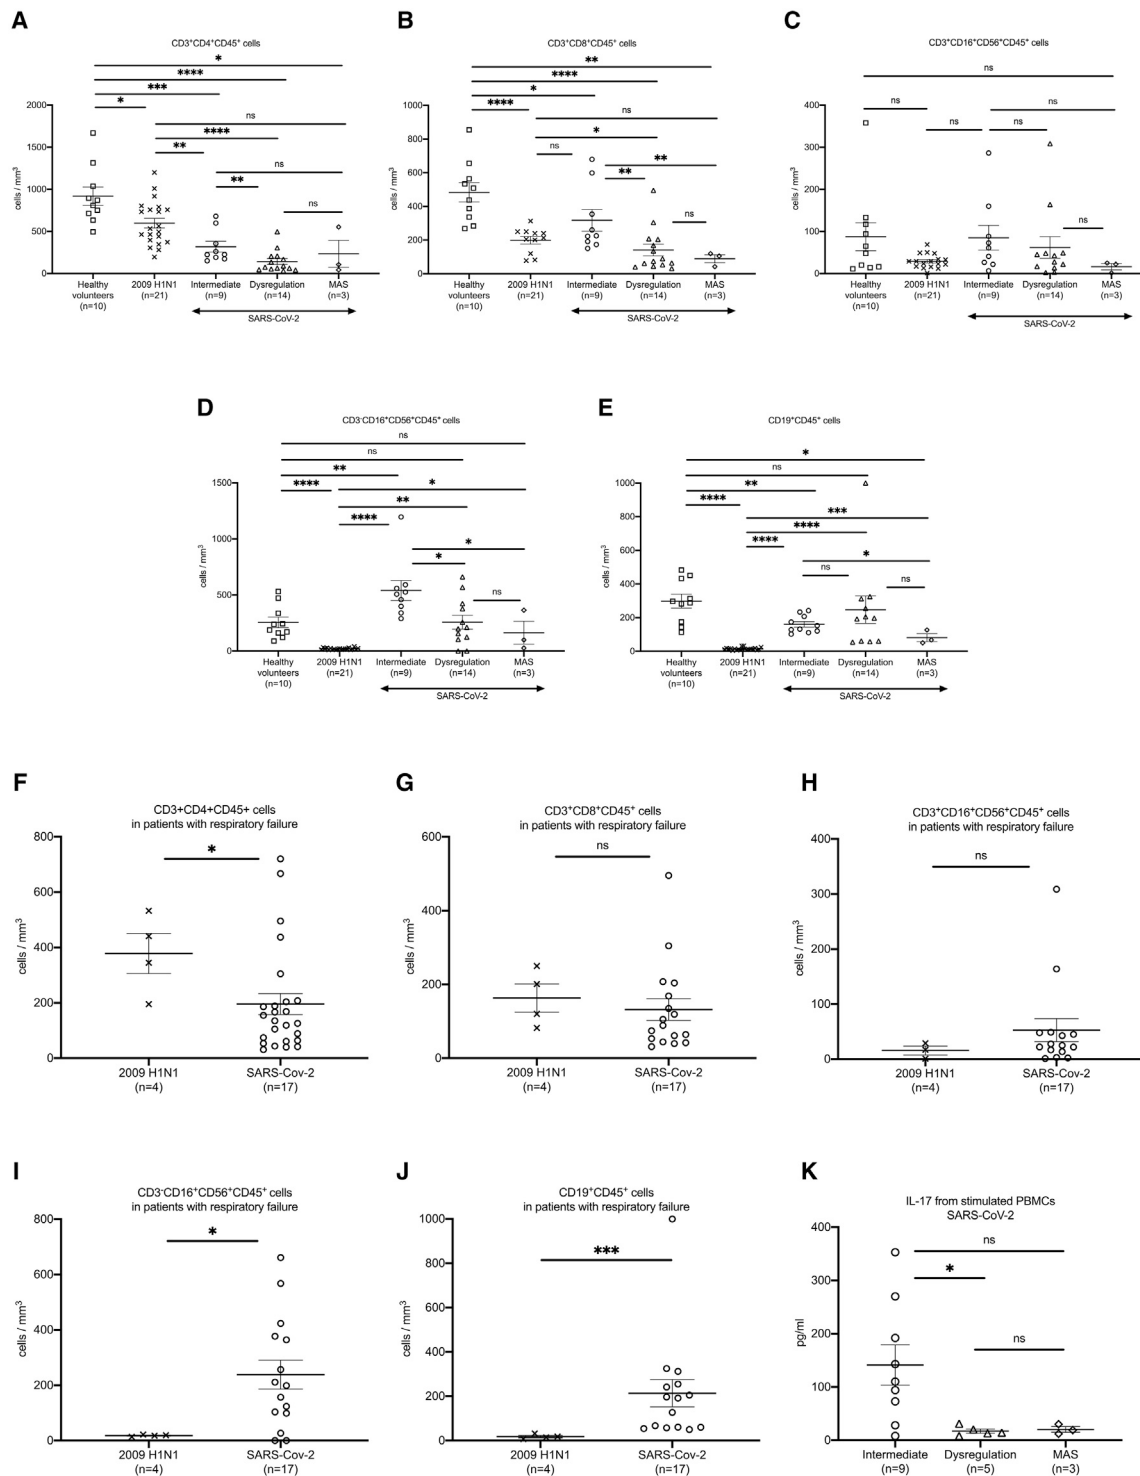 A
CD3⁺CD4⁺CD45⁺ cells
*
****
***
*
ns
****
**
ns
**
ns
cells / mm³
2000
1500
1000
500
0
Healthy
volunteers
(n=10)
2009 H1N1
(n=21)
Intermediate
(n=9)
Dysregulation
(n=14)
MAS
(n=3)
SARS-CoV-2
B
CD3⁺CD8⁺CD45⁺ cells
**
****
*
****
ns
*
ns
**
**
ns
cells / mm³
1000
800
600
400
200
0
Healthy
volunteers
(n=10)
2009 H1N1
(n=21)
Intermediate
(n=9)
Dysregulation
(n=14)
MAS
(n=3)
SARS-CoV-2
C
CD3⁺CD16⁺CD56⁺CD45⁺ cells
ns
ns
ns
ns
ns
ns
cells / mm³
400
300
200
100
0
Healthy
volunteers
(n=10)
2009 H1N1
(n=21)
Intermediate
(n=9)
Dysregulation
(n=14)
MAS
(n=3)
SARS-CoV-2
D
CD3⁻CD16⁺CD56⁺CD45⁺ cells
ns
ns
**
****
*
**
****
*
*
ns
cells / mm³
1500
1000
500
0
Healthy
volunteers
(n=10)
2009 H1N1
(n=21)
Intermediate
(n=9)
Dysregulation
(n=14)
MAS
(n=3)
SARS-CoV-2
E
CD19⁺CD45⁺ cells
*
ns
**
****
***
****
****
*
ns
ns
cells / mm³
1000
800
600
400
200
0
Healthy
volunteers
(n=10)
2009 H1N1
(n=21)
Intermediate
(n=9)
Dysregulation
(n=14)
MAS
(n=3)
SARS-CoV-2
F
CD3+CD4+CD45+ cells
in patients with respiratory failure
*
cells / mm³
800
600
400
200
0
2009 H1N1
(n=4)
SARS-Cov-2
(n=17)
G
CD3⁺CD8⁺CD45⁺ cells
in patients with respiratory failure
ns
cells / mm³
600
400
200
0
2009 H1N1
(n=4)
SARS-Cov-2
(n=17)
H
CD3⁺CD16⁺CD56⁺CD45⁺ cells
in patients with respiratory failure
ns
cells / mm³
400
300
200
100
0
2009 H1N1
(n=4)
SARS-Cov-2
(n=17)
I
CD3⁻CD16⁺CD56⁺CD45⁺ cells
in patients with respiratory failure
*
cells / mm³
800
600
400
200
0
2009 H1N1
(n=4)
SARS-Cov-2
(n=17)
J
CD19⁺CD45⁺ cells
in patients with respiratory failure
***
cells / mm³
1000
800
600
400
200
0
2009 H1N1
(n=4)
SARS-Cov-2
(n=17)
K
IL-17 from stimulated PBMCs
SARS-CoV-2
ns
*
ns
pg/ml
400
300
200
100
0
Intermediate
(n=9)
Dysregulation
(n=5)
MAS
(n=3)